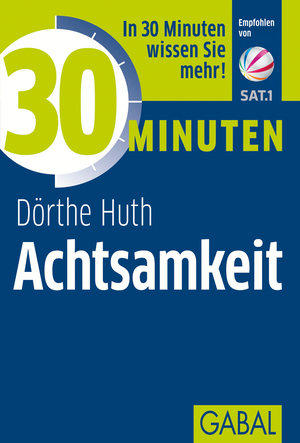 In 30 Minuten
wissen Sie
mehr!
Empfohlen
von
SAT.1
30 MINUTEN
Dörthe Huth
Achtsamkeit
GABAL